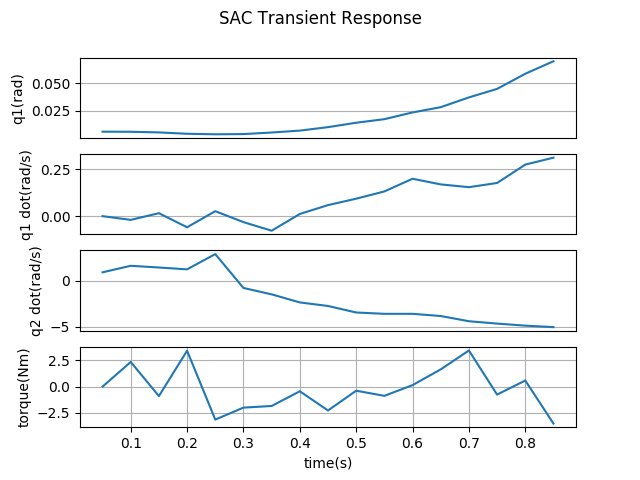 SAC Transient Response
q1(rad)
0.050
0.025
q1 dot(rad/s)
0.25
0.00
q2 dot(rad/s)
0
−5
torque(Nm)
2.5
0.0
−2.5
0.1 0.2 0.3 0.4 0.5 0.6 0.7 0.8
time(s)